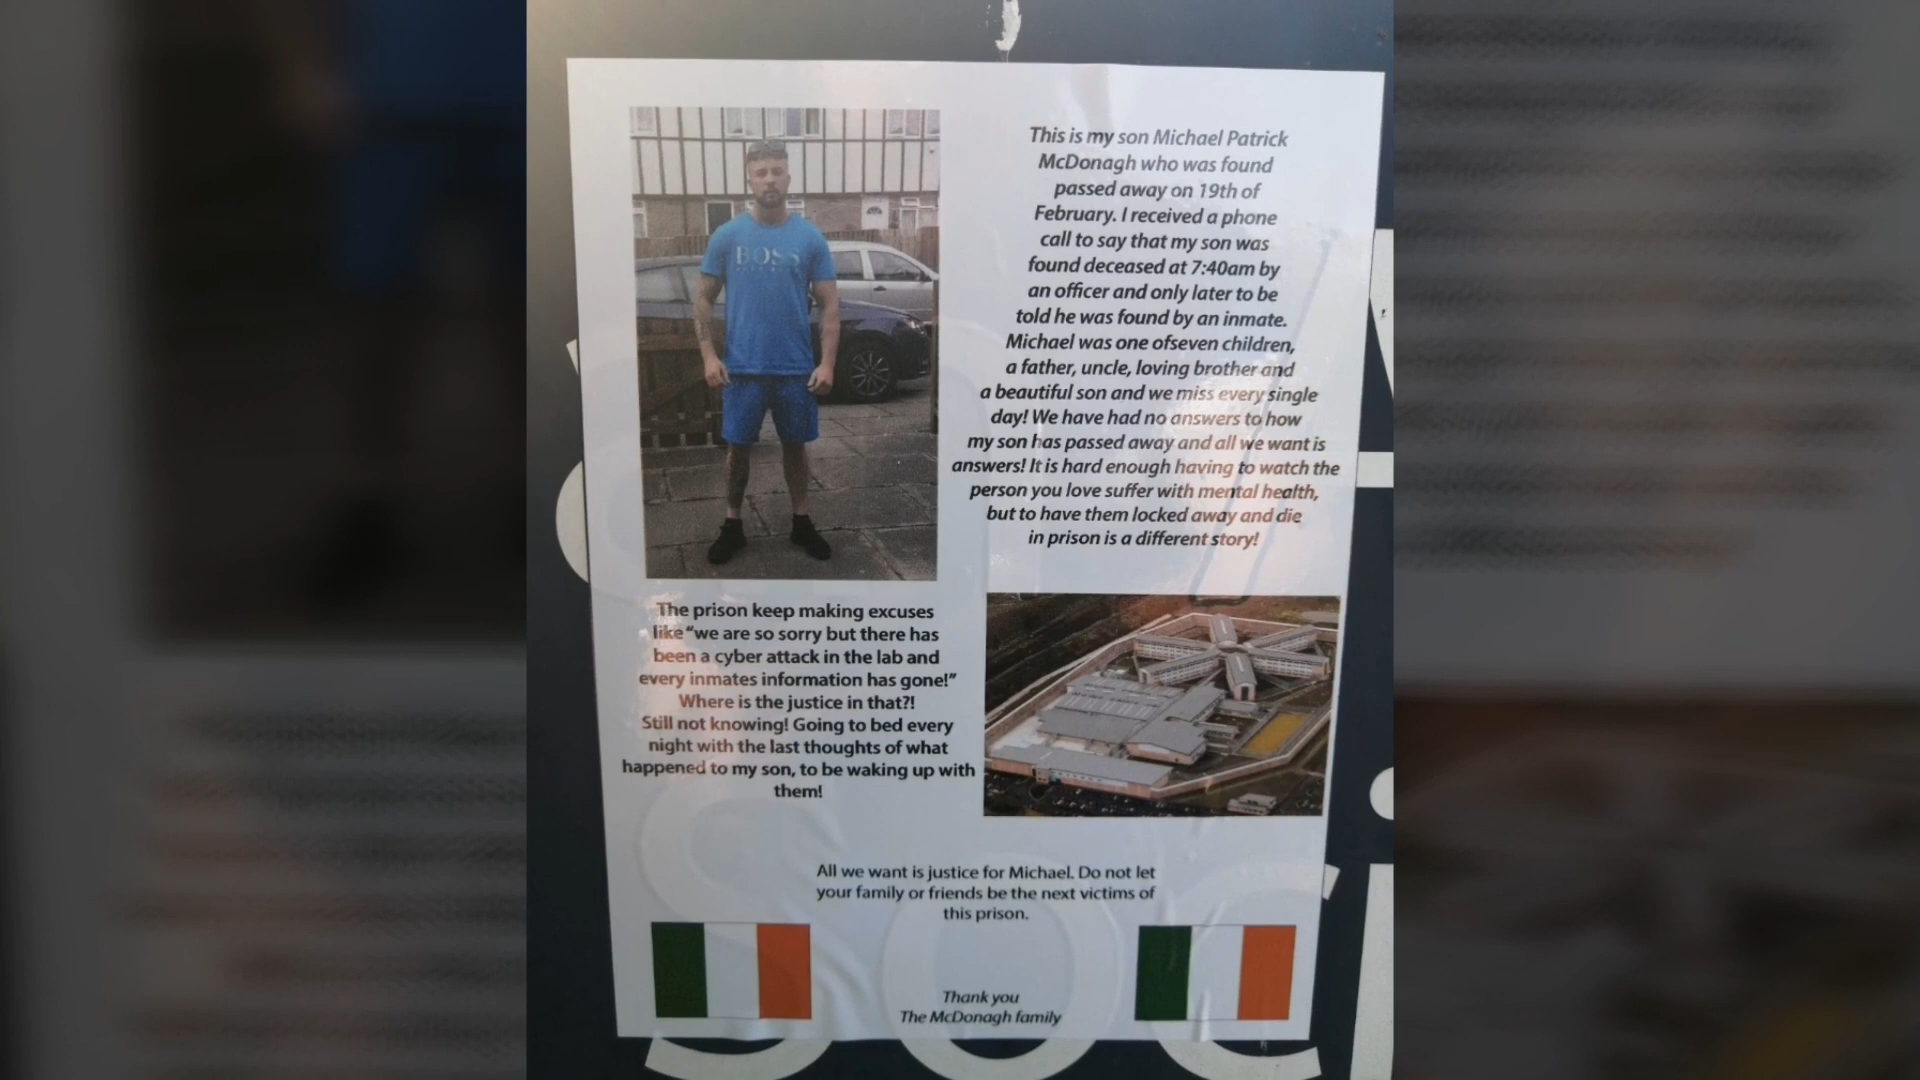 This is my son Michael Patrick
McDonagh who was found
passed away on 19th of
February. I received a phone
call to say that my son was
found deceased at 7:40am by
an officer and only later to be
told he was found by an inmate.
Michael was one ofseven children,
a father, uncle, loving brother and
a beautiful son and we miss every single
day! We have had no answers to how
my son has passed away and all we want is
answers! It is hard enough having to watch the
person you love suffer with mental health,
but to have them locked away and die
in prison is a different story!
BOSS
The prison keep making excuses
like "we are so sorry but there has
been a cyber attack in the lab and
every inmates information has gone!"
Where is the justice in that?!
Still not knowing! Going to bed every
night with the last thoughts of what
happened to my son, to be waking up with
them!
All we want is justice for Michael. Do not let
your family or friends be the next victims of
this prison.
Thank you
The McDonagh family